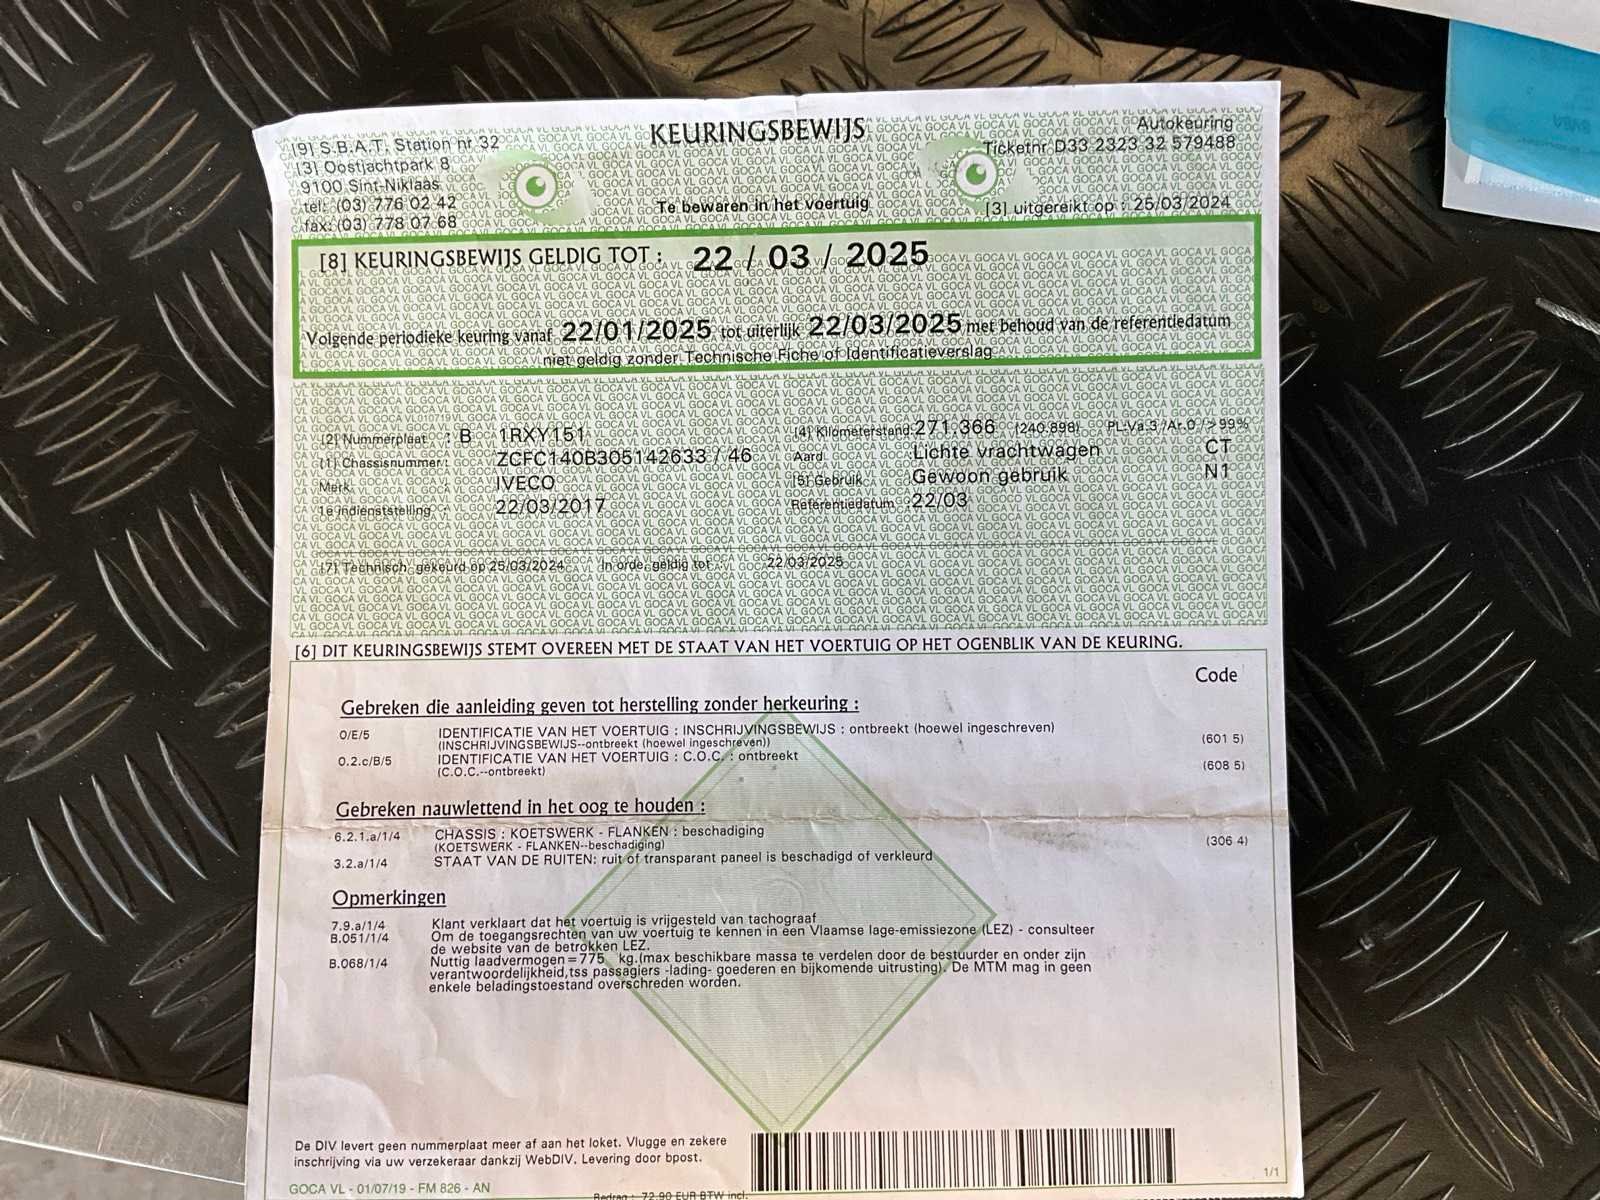 [9] S.B.A.T. Station nr 32
[3] Oostjachtpark 8
9100 Sint-Niklaas
tel: (03) 776 02 42
fax: (03) 778 07 68
KEURINGSBEWIJS
Te bewaren in het voertuig
Autokeuring
Ticketnr D33 2323 32 579488
[3] uitgereikt op : 25/03/2024
[8] KEURINGSBEWIJS GELDIG TOT : 22 / 03 / 2025
Volgende periodieke keuring vanaf 22/01/2025 tot uiterlijk 22/03/2025 met behoud van de referentiedatum
niet geldig zonder Technische Fiche of Identificatieverslag
[2] Nummerplaat : B 1RXY151 [4] Kilometerstand: 271.366 (240.898) PL:Va.3 /Ar.0 />99%
[1] Chassisnummer: ZCFC140B305142633 / 46 Aard Lichte vrachtwagen CT
Merk : IVECO [5] Gebruik Gewoon gebruik N1
1e indienststelling : 22/03/2017 Referentiedatum :22/03
[7] Technisch gekeurd op 25/03/2024 In orde, geldig tot : 22/03/2025
[6] DIT KEURINGSBEWIJS STEMT OVEREEN MET DE STAAT VAN HET VOERTUIG OP HET OGENBLIK VAN DE KEURING.
Code
Gebreken die aanleiding geven tot herstelling zonder herkeuring :
0/E/5 IDENTIFICATIE VAN HET VOERTUIG : INSCHRIJVINGSBEWIJS : ontbreekt (hoewel ingeschreven)
(INSCHRIJVINGSBEWIJS--ontbreekt (hoewel ingeschreven)) (601 5)
0.2.c/B/5 IDENTIFICATIE VAN HET VOERTUIG : C.O.C. : ontbreekt
(C.O.C.--ontbreekt) (608 5)
Gebreken nauwlettend in het oog te houden :
6.2.1.a/1/4 CHASSIS : KOETSWERK - FLANKEN : beschadiging
(KOETSWERK - FLANKEN--beschadiging) (306 4)
3.2.a/1/4 STAAT VAN DE RUITEN: ruit of transparant paneel is beschadigd of verkleurd
Opmerkingen
7.9.a/1/4 Klant verklaart dat het voertuig is vrijgesteld van tachograaf
B.051/1/4 Om de toegangsrechten van uw voertuig te kennen in een Vlaamse lage-emissiezone (LEZ) - consulteer
de website van de betrokken LEZ.
B.068/1/4 Nuttig laadvermogen=775 kg.(max beschikbare massa te verdelen door de bestuurder en onder zijn
verantwoordelijkheid,tss passagiers -lading- goederen en bijkomende uitrusting). De MTM mag in geen
enkele beladingstoestand overschreden worden.
De DIV levert geen nummerplaat meer af aan het loket. Vlugge en zekere
inschrijving via uw verzekeraar dankzij WebDIV. Levering door bpost.
1/1
GOCA VL - 01/07/19 - FM 826 - AN
Bedrag : 72,90 EUR BTW incl.